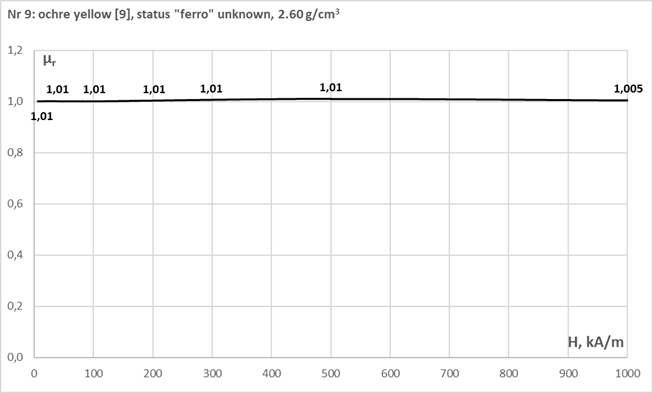 Nr 9: ochre yellow [9], status "ferro" unknown, 2.60 g/cm³
1,2
μr
1,01 1,01 1,01 1,01 1,01 1,005
1,0
1,01
0,8
0,6
0,4
0,2
H, kA/m
0,0
0 100 200 300 400 500 600 700 800 900 1000